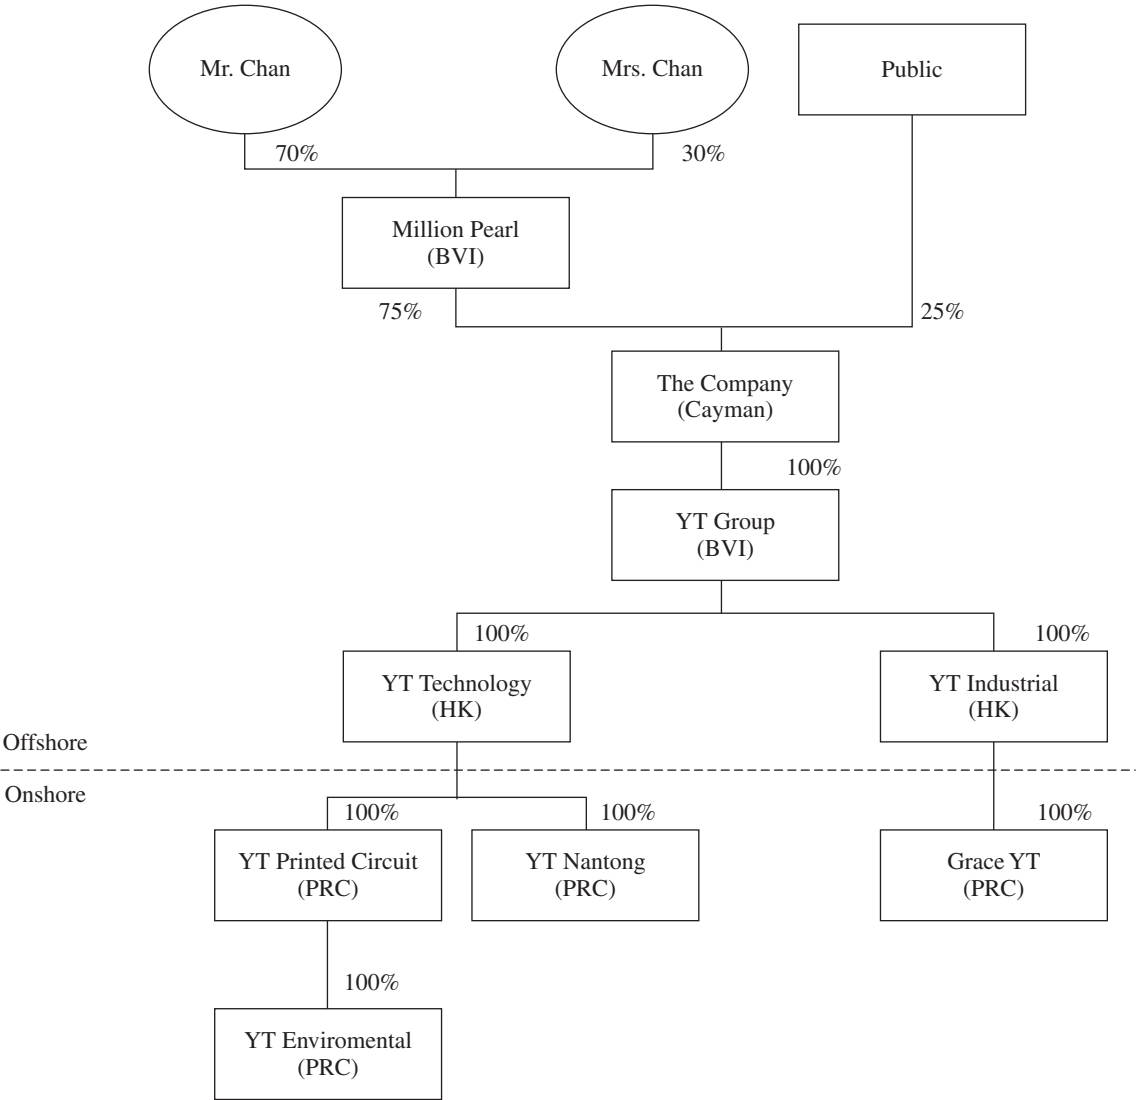 Mr. Chan
Mrs. Chan
Public
70%
30%
Million Pearl
(BVI)
75%
25%
The Company
(Cayman)
100%
YT Group
(BVI)
100%
100%
YT Technology
(HK)
YT Industrial
(HK)
Offshore
Onshore
100%
100%
100%
YT Printed Circuit
(PRC)
YT Nantong
(PRC)
Grace YT
(PRC)
100%
YT Enviromental
(PRC)